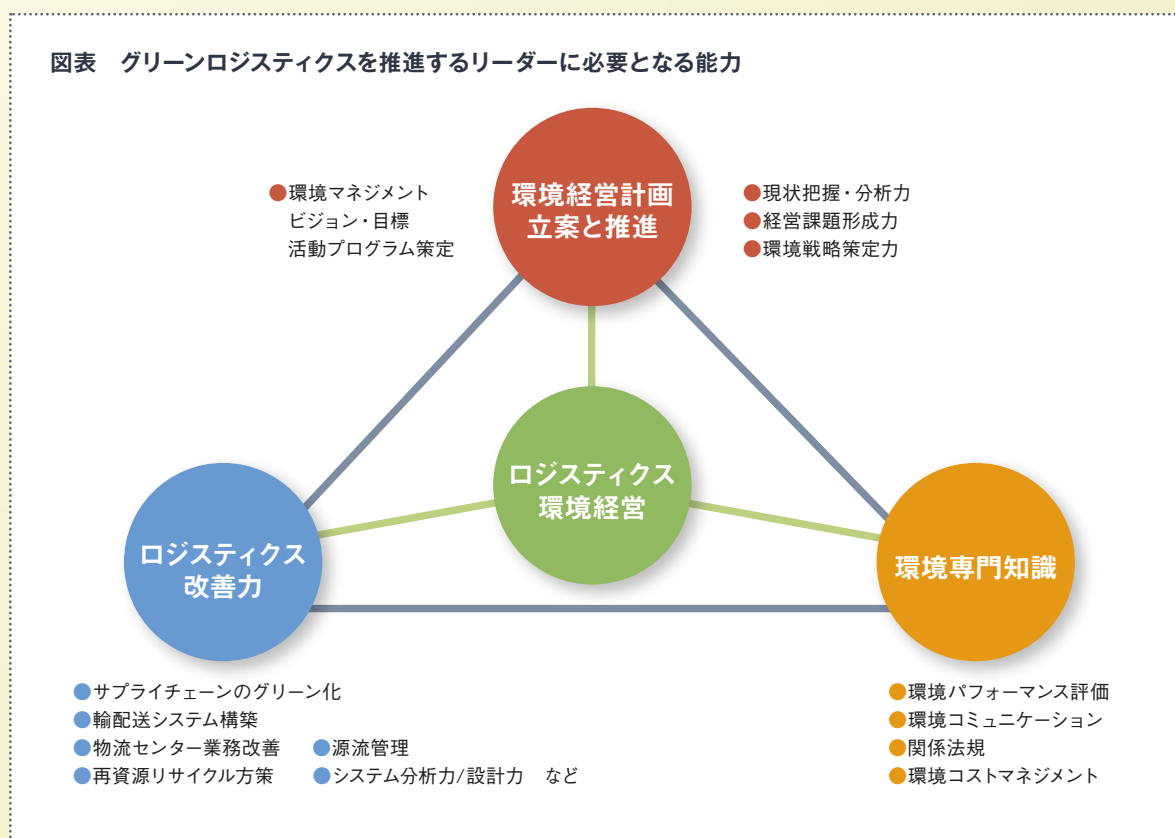 図表　グリーンロジスティクスを推進するリーダーに必要となる能力
環境経営計画
立案と推進
●環境マネジメント
ビジョン・目標
活動プログラム策定
●現状把握・分析力
●経営課題形成力
●環境戦略策定力
ロジスティクス
環境経営
ロジスティクス
改善力
環境専門知識
●サプライチェーンのグリーン化
●輸配送システム構築
●物流センター業務改善　●源流管理
●再資源リサイクル方策　●システム分析力/設計力　など
●環境パフォーマンス評価
●環境コミュニケーション
●関係法規
●環境コストマネジメント